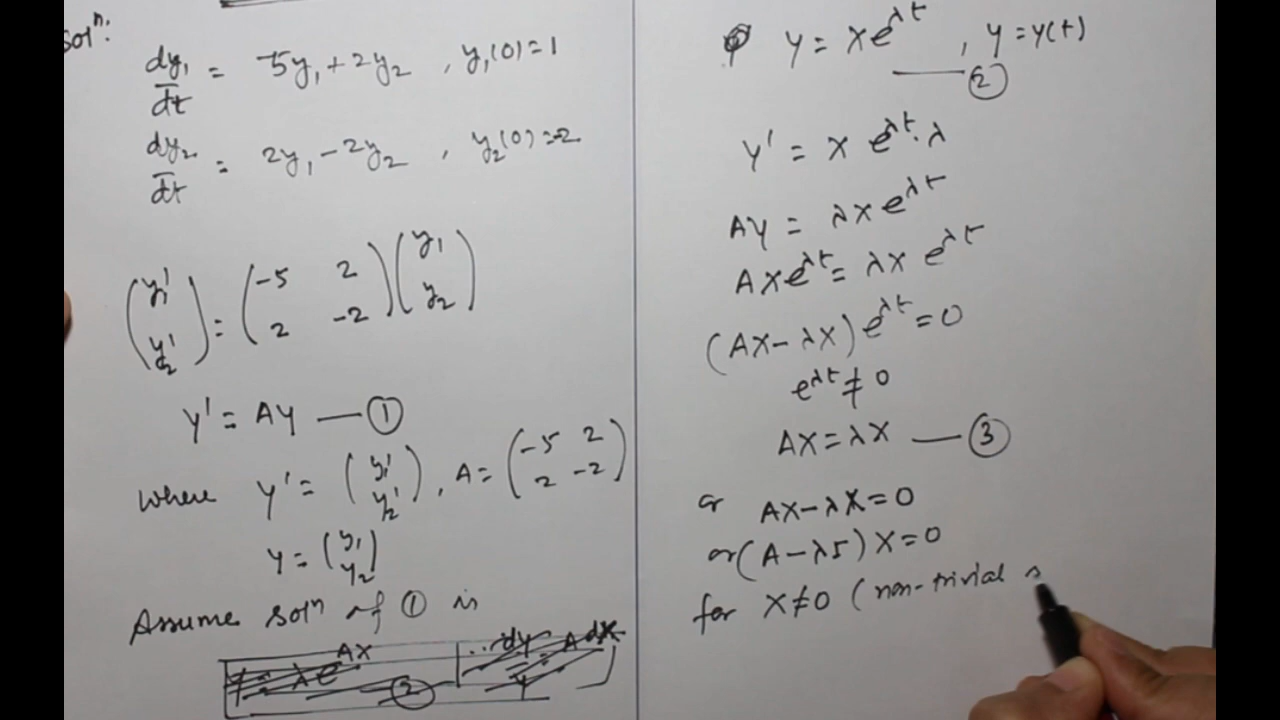 Solⁿ:
dy₁/dt = 5y₁ + 2y₂ , y₁(0) = 1
dy₂/dt = 2y₁ - 2y₂ , y₂(0) = -2
(y₁' y₂') = (-5 2 2 -2) (y₁ y₂)
Y' = AY — ①
Where Y' = (y₁' y₂') , A = (-5 2 2 -2)
Y = (y₁ y₂)
Assume solⁿ of ① is
Y = Xe^λt , Y = Y(t)
— ②
Y' = X e^λt . λ
AY = λXe^λt
AXe^λt = λX e^λt
(AX - λX) e^λt = 0
e^λt ≠ 0
AX = λX — ③
or AX - λX = 0
or (A - λI) X = 0
for X ≠ 0 (non-trivial s